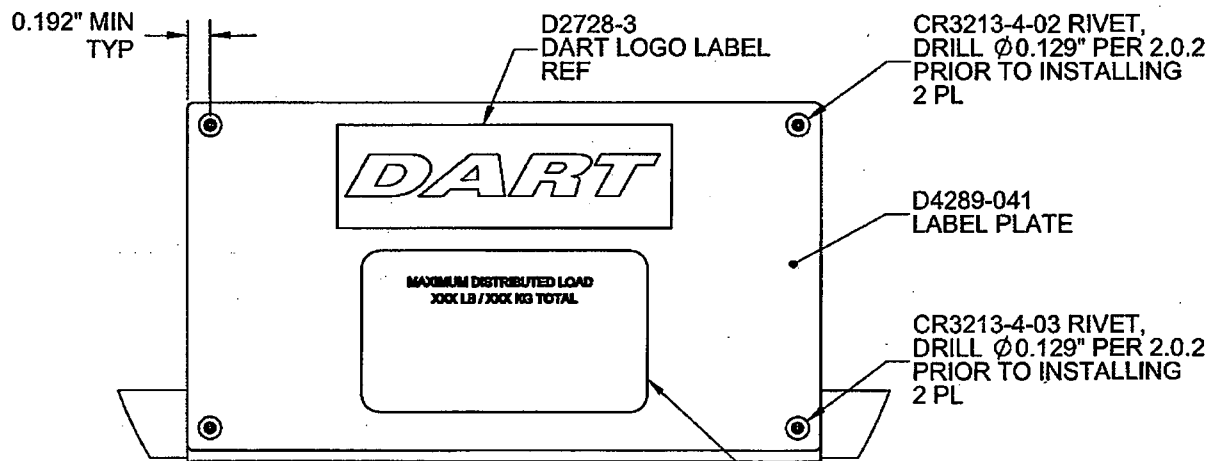 0.192" MIN
TYP
D2728-3
DART LOGO LABEL
REF
CR3213-4-02 RIVET,
DRILL Ø0.129" PER 2.0.2
PRIOR TO INSTALLING
2 PL
DART
D4289-041
LABEL PLATE
MAXIMUM DISTRIBUTED LOAD
XXX LB / XXX KG TOTAL
CR3213-4-03 RIVET,
DRILL Ø0.129" PER 2.0.2
PRIOR TO INSTALLING
2 PL